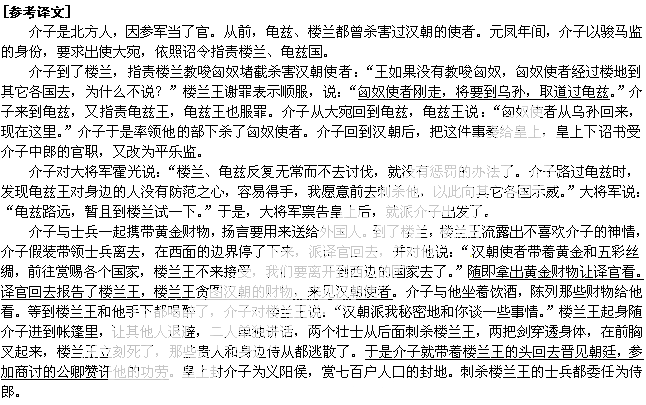 [参考译文]
介子是北方人，因参军当了官。从前，龟兹、楼兰都曾杀害过汉朝的使者。元凤年间，介子以骏马监
的身份，要求出使大宛，依照诏令指责楼兰、龟兹国。
介子到了楼兰，指责楼兰教唆匈奴堵截杀害汉朝使者：“王如果没有教唆匈奴，匈奴使者经过楼地到
其它各国去，为什么不说？”楼兰王谢罪表示顺服，说：“匈奴使者刚走，将要到乌孙，取道过龟兹。”介
子来到龟兹，又指责龟兹王，龟兹王也服罪。介子从大宛回到龟兹，龟兹王说：“匈奴使者从乌孙回来，
现在这里。”介子于是率领他的部下杀了匈奴使者。介子回到汉朝后，把这件事奏给皇上，皇上下诏书受
介子中郎的官职，又改为平乐监。
介子对大将军霍光说：“楼兰、龟兹反复无常而不去讨伐，就没有惩罚的办法了。介子路过龟兹时，
发现龟兹王对身边的人没有防范之心，容易得手，我愿意前去刺杀他，以此向其它各国示威。”大将军说：
“龟兹路远，暂且到楼兰试一下。”于是，大将军禀告皇上后，就派介子出发了。
介子与士兵一起携带黄金财物，扬言要用来送给外国人。到了楼兰，楼兰王流露出不喜欢介子的神情，
介子假装带领士兵离去，在西面的边界停了下来，派译官回去，并对他说：“汉朝使者带着黄金和五彩丝
绸，前往赏赐各个国家，楼兰王不来接受，我们要离开到西边的国家去了。”随即拿出黄金财物让译官看。
译官回去报告了楼兰王，楼兰王贪图汉朝的财物，来见汉朝使者。介子与他坐着饮酒，陈列那些财物给他
看。等到楼兰王和他手下都喝醉了，介子对楼兰王说：“汉朝派我秘密地和你谈一些事情。”楼兰王起身随
介子进到帐篷里，让其他人退避，二人单独讲话，两个壮士从后面刺杀楼兰王，两把剑穿透身体，在前胸
叉起来，楼兰王立刻死了，那些贵人和身边侍从都逃散了。于是介子就带着楼兰王的头回去晋见朝廷，参
加商讨的公卿赞许他的功劳。皇上封介子为义阳侯，赏七百户人口的封地。刺杀楼兰王的士兵都委任为侍
郎。